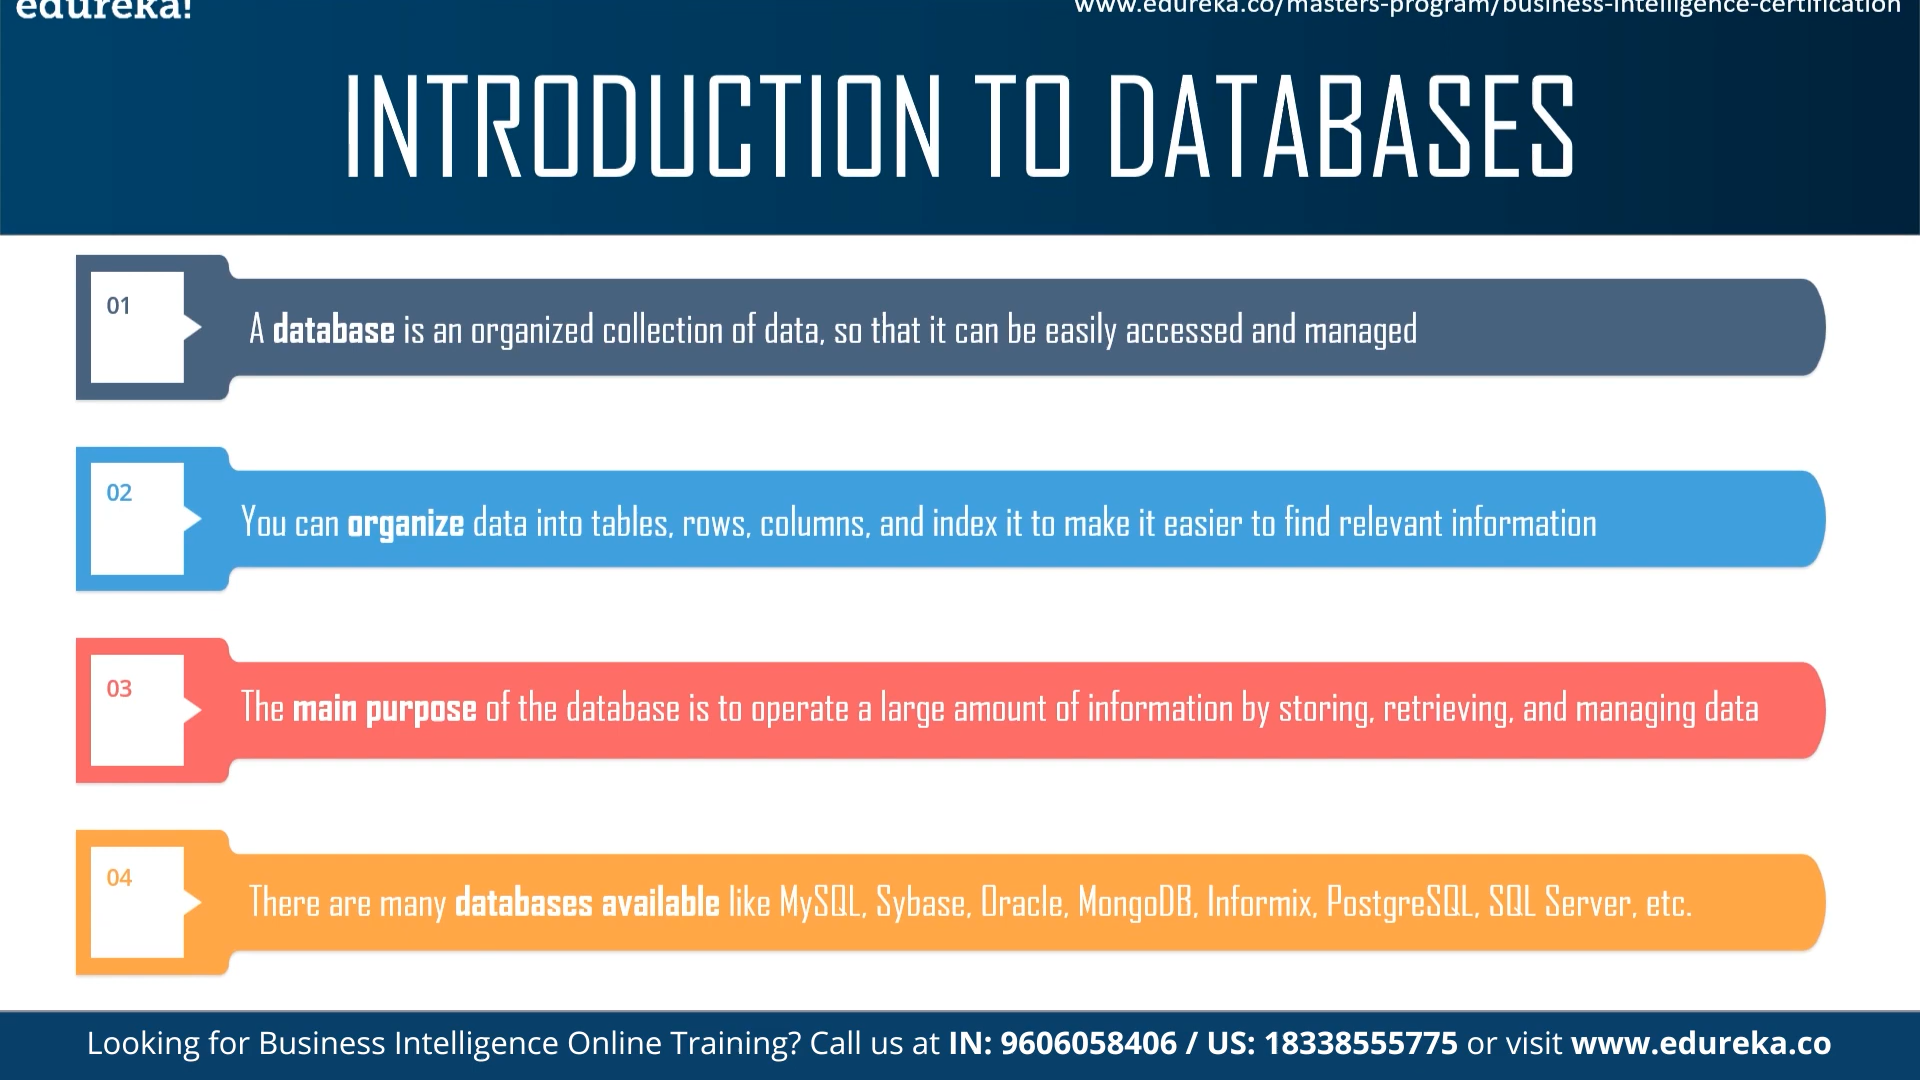 edureka!
www.edureka.co/masters-program/business-intelligence-certification
INTRODUCTION TO DATABASES
01
A database is an organized collection of data, so that it can be easily accessed and managed
02
You can organize data into tables, rows, columns, and index it to make it easier to find relevant information
03
The main purpose of the database is to operate a large amount of information by storing, retrieving, and managing data
04
There are many databases available like MySQL, Sybase, Oracle, MongoDB, Informix, PostgreSQL, SQL Server, etc.
Looking for Business Intelligence Online Training? Call us at IN: 9606058406 / US: 18338555775 or visit www.edureka.co